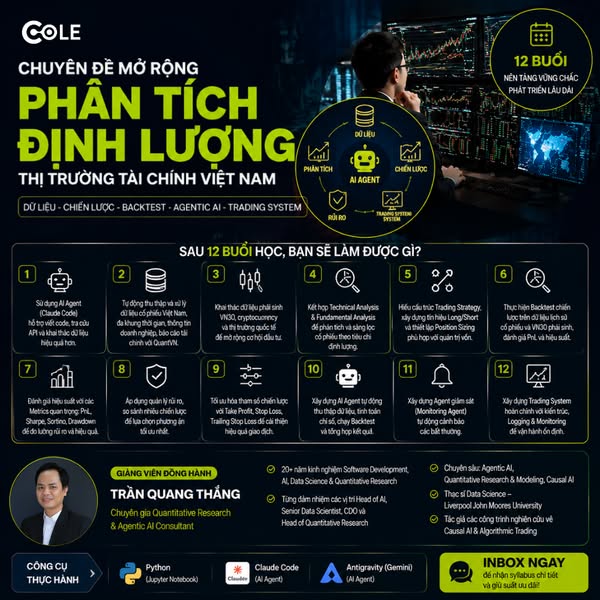 COLE
CHUYÊN ĐỀ MỞ RỘNG
PHÂN TÍCH
ĐỊNH LƯỢNG
THỊ TRƯỜNG TÀI CHÍNH VIỆT NAM
DỮ LIỆU - CHIẾN LƯỢC - BACKTEST - AGENTIC AI - TRADING SYSTEM
12 BUỔI
NỀN TẢNG VỮNG CHẮC
PHÁT TRIỂN LÂU DÀI
DỮ LIỆU
PHÂN TÍCH
CHIẾN LƯỢC
AI AGENT
RỦI RO
TRADING SYSTEM
SYSTEM
SAU 12 BUỔI HỌC, BẠN SẼ LÀM ĐƯỢC GÌ?
1
Sử dụng AI Agent
(Claude Code)
hỗ trợ viết code, tra cứu
API và khai thác dữ liệu
hiệu quả hơn.
2
Tự động thu thập và xử lý
dữ liệu cổ phiếu Việt Nam,
đa khung thời gian, thông tin
doanh nghiệp, báo cáo tài
chính với QuantVN.
3
Khai thác dữ liệu phái sinh
VN30, cryptocurrency
và thị trường quốc tế
để mở rộng cơ hội đầu tư.
4
Kết hợp Technical Analysis
& Fundamental Analysis
để phân tích và sàng lọc
cổ phiếu theo tiêu chí
định lượng.
5
Hiểu cấu trúc Trading Strategy,
xây dựng tín hiệu Long/Short
và thiết lập Position Sizing
phù hợp với quản trị vốn.
6
Thực hiện Backtest chiến
lược trên dữ liệu lịch sử
cổ phiếu và VN30 phái sinh,
đánh giá PnL và hiệu suất.
7
Đánh giá hiệu suất với các
Metrics quan trọng: PnL,
Sharpe, Sortino, Drawdown
để đo lường rủi ro và hiệu quả.
8
Áp dụng quản lý rủi ro,
so sánh nhiều chiến lược
để lựa chọn phương án
tối ưu nhất.
9
Tối ưu hóa tham số chiến lược
với Take Profit, Stop Loss,
Trailing Stop Loss để cải thiện
hiệu quả giao dịch.
10
Xây dựng AI Agent tự động
thu thập dữ liệu, tính toán
chỉ số, chạy Backtest
và tổng hợp kết quả.
11
Xây dựng Agent giám sát
(Monitoring Agent)
tự động cảnh báo
các bất thường.
12
Xây dựng Trading System
hoàn chỉnh với kiến trúc,
Logging & Monitoring
để vận hành ổn định.
GIẢNG VIÊN ĐỒNG HÀNH
TRẦN QUANG THẮNG
Chuyên gia Quantitative Research
& Agentic AI Consultant
20+ năm kinh nghiệm Software Development,
AI, Data Science & Quantitative Research
Từng đảm nhiệm các vị trí Head of AI,
Senior Data Scientist, CDO và
Head of Quantitative Research
Chuyên sâu: Agentic AI,
Quantitative Research & Modeling, Causal AI
Thạc sĩ Data Science –
Liverpool John Moores University
Tác giả các công trình nghiên cứu về
Causal AI & Algorithmic Trading
CÔNG CỤ
THỰC HÀNH
Python
(Jupyter Notebook)
Claude Code
(AI Agent)
Antigravity (Gemini)
(AI Agent)
INBOX NGAY
để nhận syllabus chi tiết
và giữ suất ưu đãi!